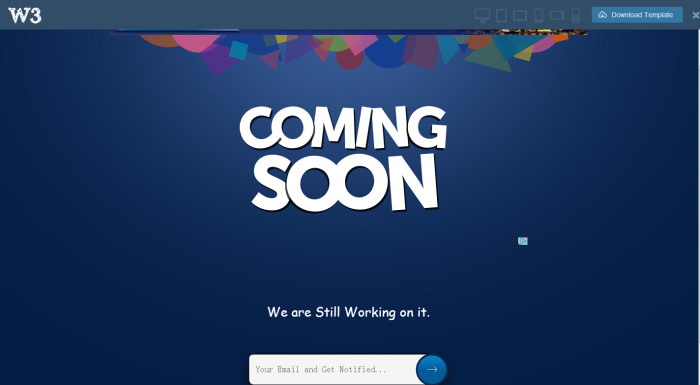 W3
Download Template
COMING
SOON
We are Still Working on it.
Your Email and Get Notified...